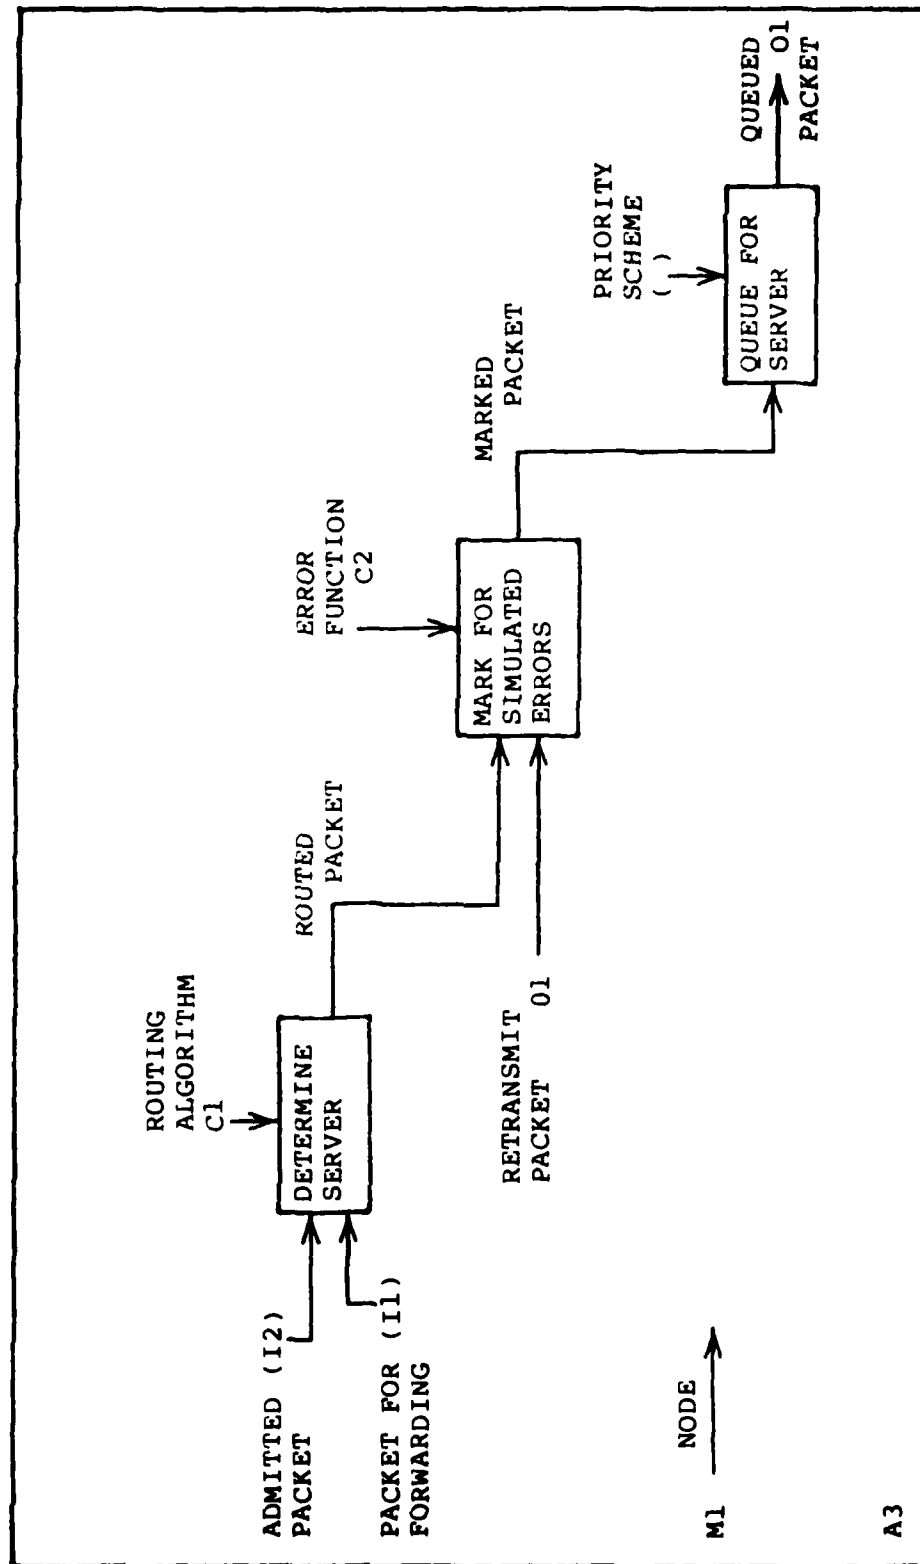 ROUTING
ALGORITHM
C1
ADMITTED (I2)
PACKET
PACKET FOR (I1)
FORWARDING
DETERMINE
SERVER
ROUTED
PACKET
ERROR
FUNCTION
C2
RETRANSMIT
PACKET O1
MARK FOR
SIMULATED
ERRORS
MARKED
PACKET
PRIORITY
SCHEME
( )
QUEUE FOR
SERVER
QUEUED
O1
PACKET
NODE
M1
A3